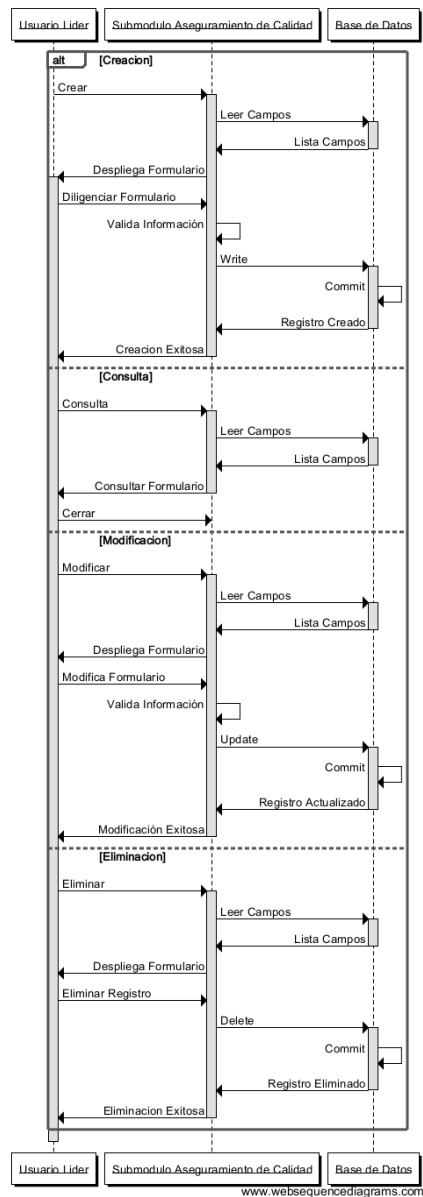 Usuario Lider
Submodulo Aseguramiento de Calidad
Base de Datos
alt
[Creacion]
Crear
Leer Campos
Lista Campos
Despliega Formulario
Diligenciar Formulario
Valida Información
Write
Commit
Registro Creado
Creacion Exitosa
[Consulta]
Consulta
Leer Campos
Lista Campos
Consultar Formulario
Cerrar
[Modificacion]
Modificar
Leer Campos
Lista Campos
Despliega Formulario
Modifica Formulario
Valida Información
Update
Commit
Registro Actualizado
Modificación Exitosa
[Eliminacion]
Eliminar
Leer Campos
Lista Campos
Despliega Formulario
Eliminar Registro
Delete
Commit
Registro Eliminado
Eliminacion Exitosa
Usuario Lider
Submodulo Aseguramiento de Calidad
Base de Datos
www.websequencediagrams.com